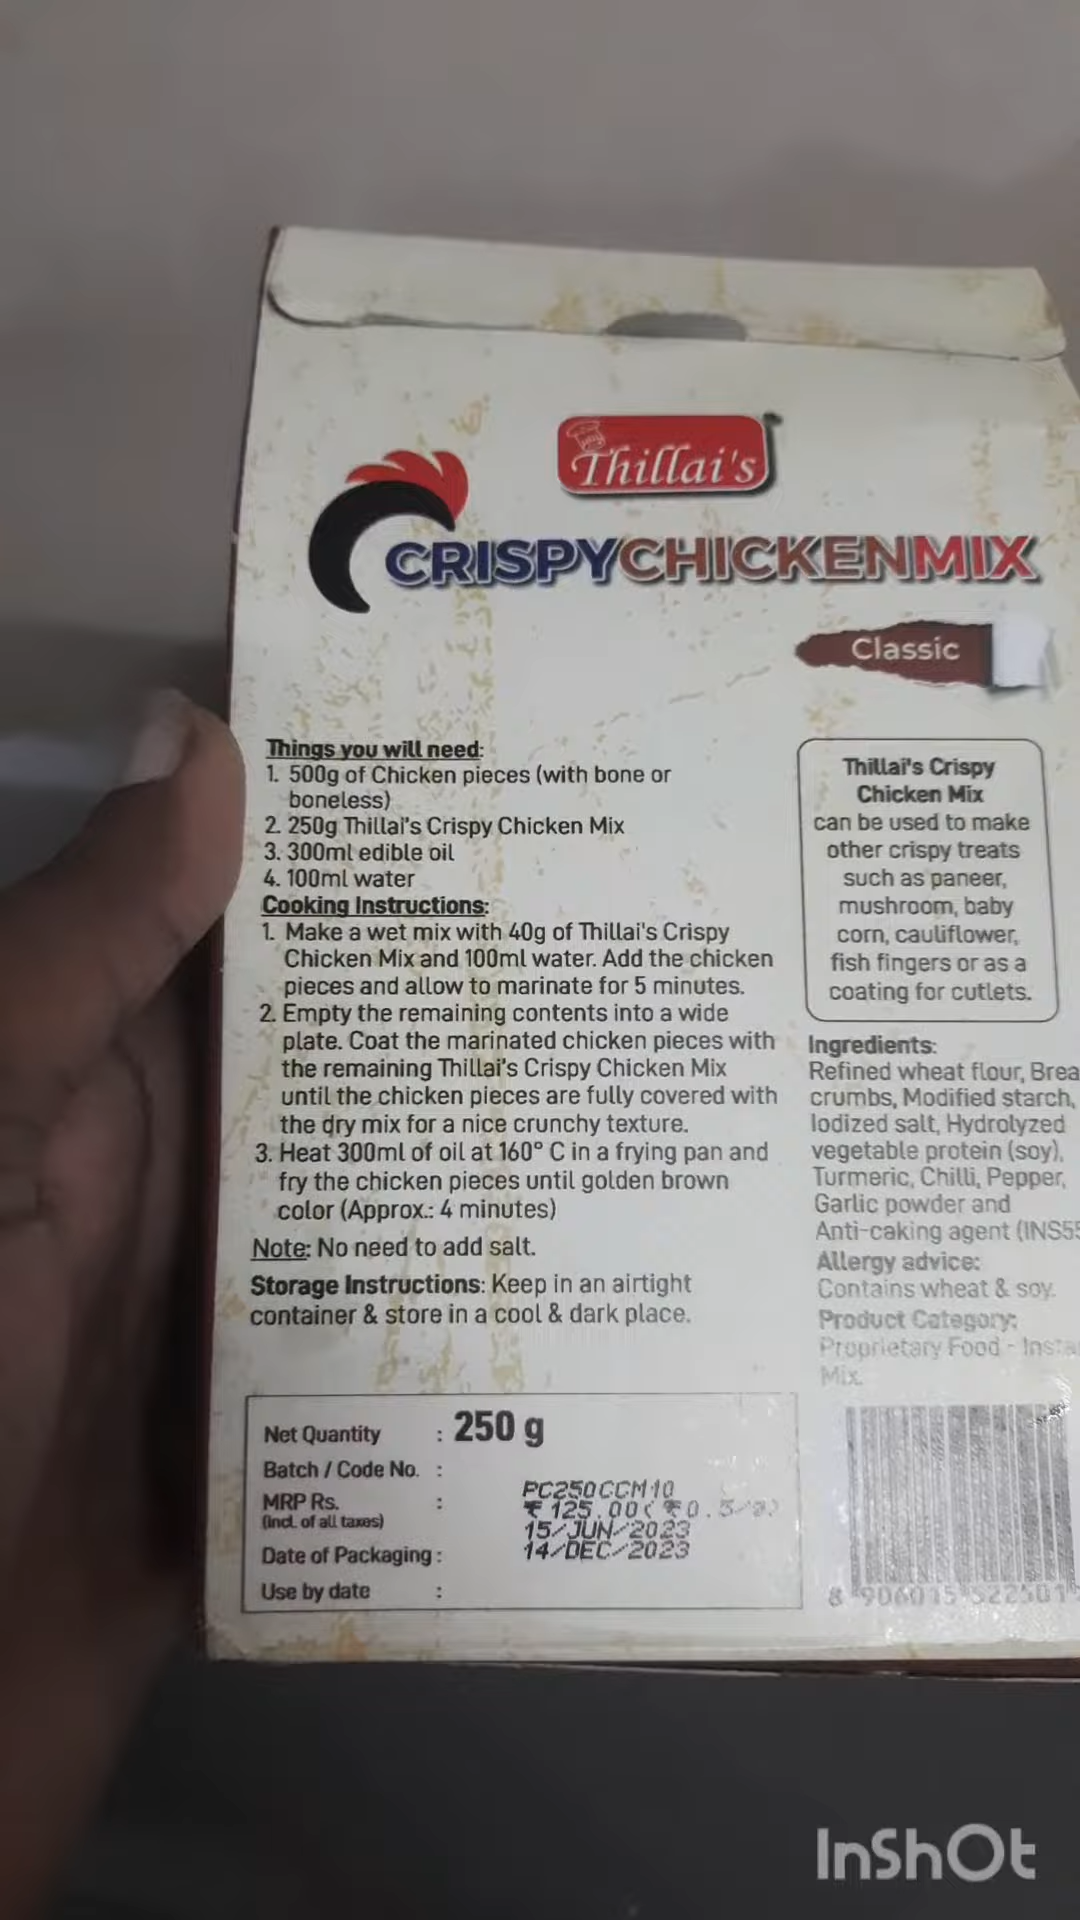 Thillai's
CRISPYCHICKENMIX
Classic
Things you will need:
1. 500g of Chicken pieces (with bone or
boneless)
2. 250g Thillai's Crispy Chicken Mix
3. 300ml edible oil
4. 100ml water
Cooking Instructions:
1. Make a wet mix with 40g of Thillai's Crispy
Chicken Mix and 100ml water. Add the chicken
pieces and allow to marinate for 5 minutes.
2. Empty the remaining contents into a wide
plate. Coat the marinated chicken pieces with
the remaining Thillai's Crispy Chicken Mix
until the chicken pieces are fully covered with
the dry mix for a nice crunchy texture.
3. Heat 300ml of oil at 160° C in a frying pan and
fry the chicken pieces until golden brown
color (Approx.: 4 minutes)
Note: No need to add salt.
Storage Instructions: Keep in an airtight
container & store in a cool & dark place.
Thillai's Crispy
Chicken Mix
can be used to make
other crispy treats
such as paneer,
mushroom, baby
corn, cauliflower,
fish fingers or as a
coating for cutlets.
Ingredients:
Refined wheat flour, Brea
crumbs, Modified starch,
Iodized salt, Hydrolyzed
vegetable protein (soy),
Turmeric, Chilli, Pepper,
Garlic powder and
Anti-caking agent (INS55
Allergy advice:
Contains wheat & soy.
Product Category:
Proprietary Food - Insta
Mix.
Net Quantity : 250 g
Batch / Code No. :
PC250CCM10
MRP Rs. :
₹ 125.00( ₹0.5/g)
(incl. of all taxes)
15/JUN/2023
Date of Packaging :
14/DEC/2023
Use by date :
8 906015 522501
InShOt